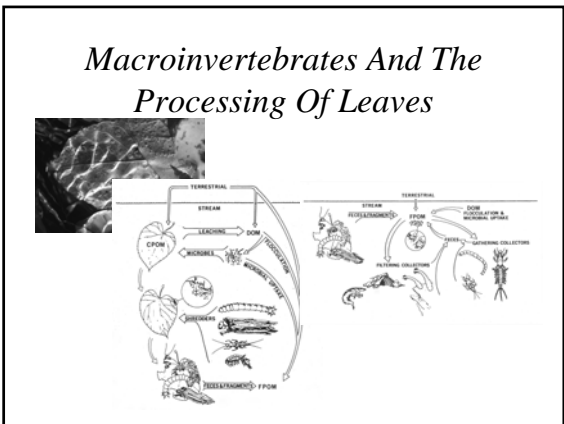 Macroinvertebrates And The
Processing Of Leaves
TERRESTRIAL
STREAM
LEACHING
CPOM
DOM
MICROBES
FLOCCULATION
MICROBIAL UPTAKE
SHREDDERS
FECES & FRAGMENTS
FPOM
TERRESTRIAL
STREAM
FECES & FRAGMENTS
FPOM
DOM
FLOCCULATION &
MICROBIAL UPTAKE
FECES
GATHERING COLLECTORS
FILTERING COLLECTORS